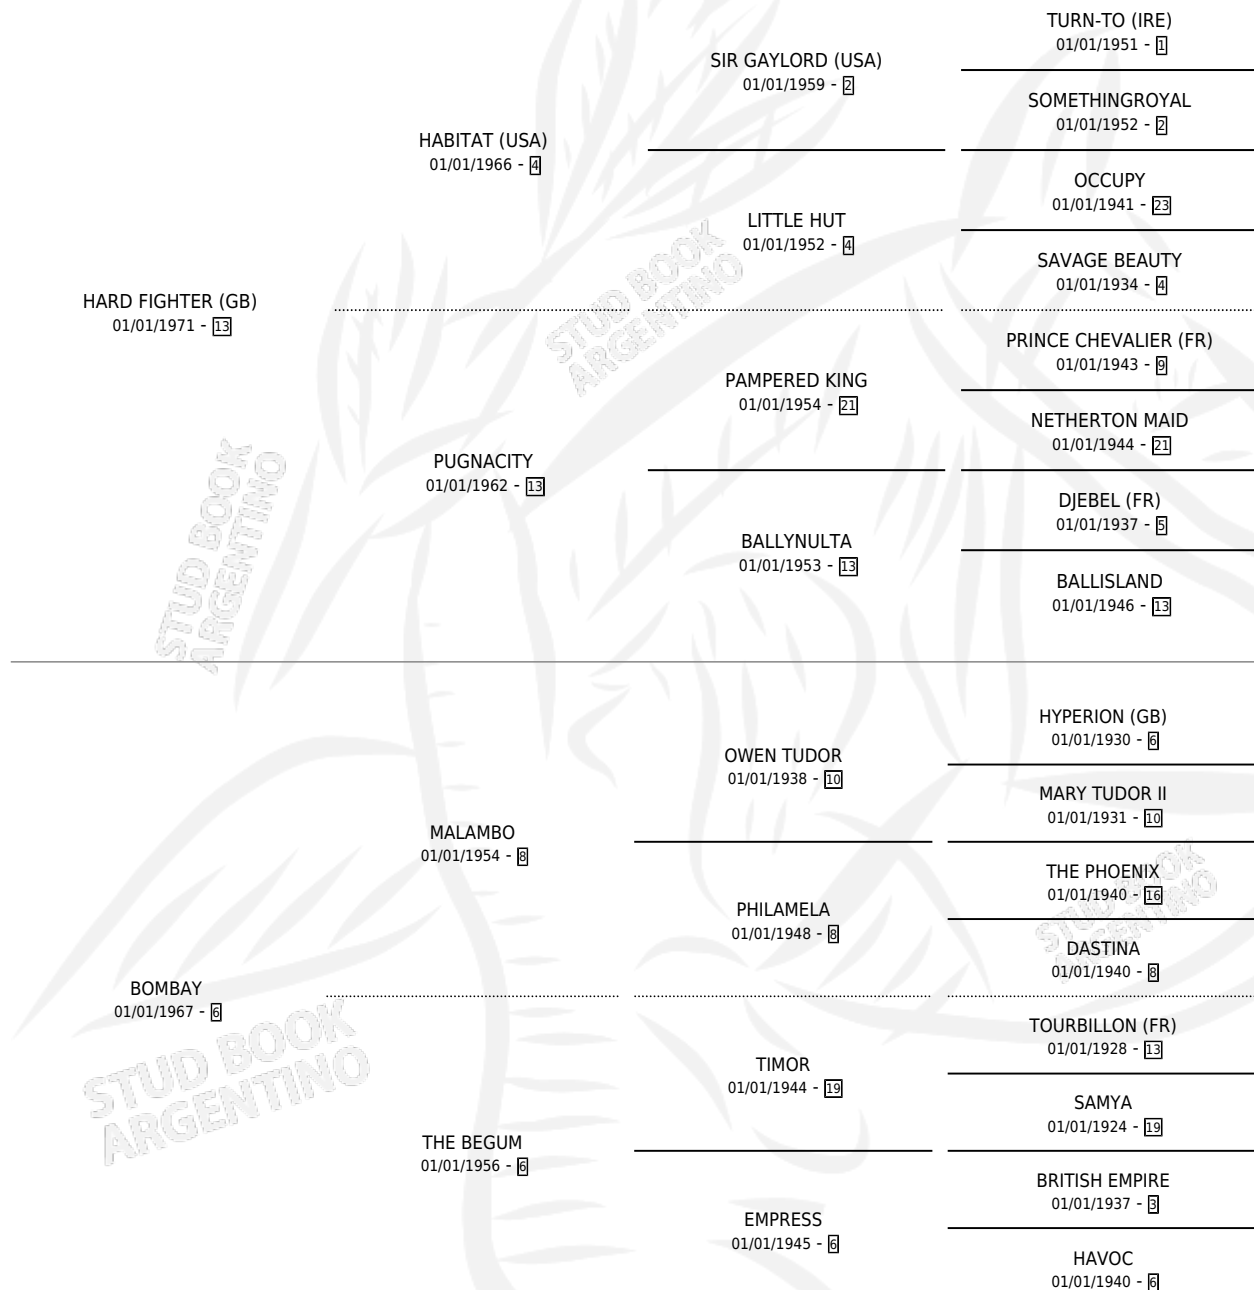 TURN-TO (IRE)
01/01/1951 - 1
SIR GAYLORD (USA)
01/01/1959 - 2
SOMETHINGROYAL
01/01/1952 - 2
HABITAT (USA)
01/01/1966 - 4
OCCUPY
01/01/1941 - 23
LITTLE HUT
01/01/1952 - 4
SAVAGE BEAUTY
01/01/1934 - 4
HARD FIGHTER (GB)
01/01/1971 - 13
PRINCE CHEVALIER (FR)
01/01/1943 - 9
PAMPERED KING
01/01/1954 - 21
NETHERTON MAID
01/01/1944 - 21
PUGNACITY
01/01/1962 - 13
DJEBEL (FR)
01/01/1937 - 5
BALLYNULTA
01/01/1953 - 13
BALLISLAND
01/01/1946 - 13
HYPERION (GB)
01/01/1930 - 6
OWEN TUDOR
01/01/1938 - 10
MARY TUDOR II
01/01/1931 - 10
MALAMBO
01/01/1954 - 8
THE PHOENIX
01/01/1940 - 16
PHILAMELA
01/01/1948 - 8
DASTINA
01/01/1940 - 8
BOMBAY
01/01/1967 - 6
TOURBILLON (FR)
01/01/1928 - 13
TIMOR
01/01/1944 - 19
SAMYA
01/01/1924 - 19
THE BEGUM
01/01/1956 - 6
BRITISH EMPIRE
01/01/1937 - 3
EMPRESS
01/01/1945 - 6
HAVOC
01/01/1940 - 6
STUD BOOK
ARGENTINO
STUD BOOK
ARGENTINO
STUD BOOK
ARGENTINO
STUD BOOK
ARGENTINO